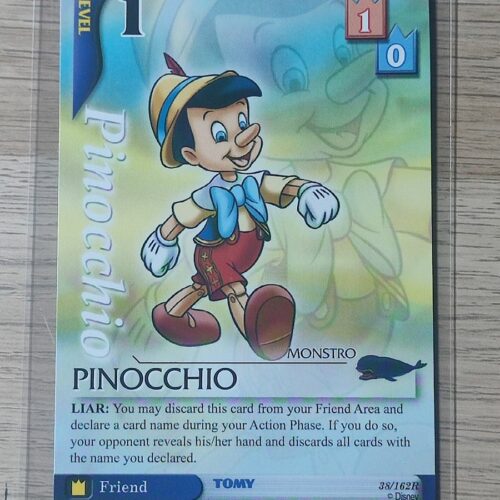 LEVEL
1
1
0
Pinocchio
MONSTRO
PINOCCHIO
LIAR: You may discard this card from your Friend Area and
declare a card name during your Action Phase. If you do so,
your opponent reveals his/her hand and discards all cards with
the name you declared.
Friend
TOMY
38/162R
© Disney